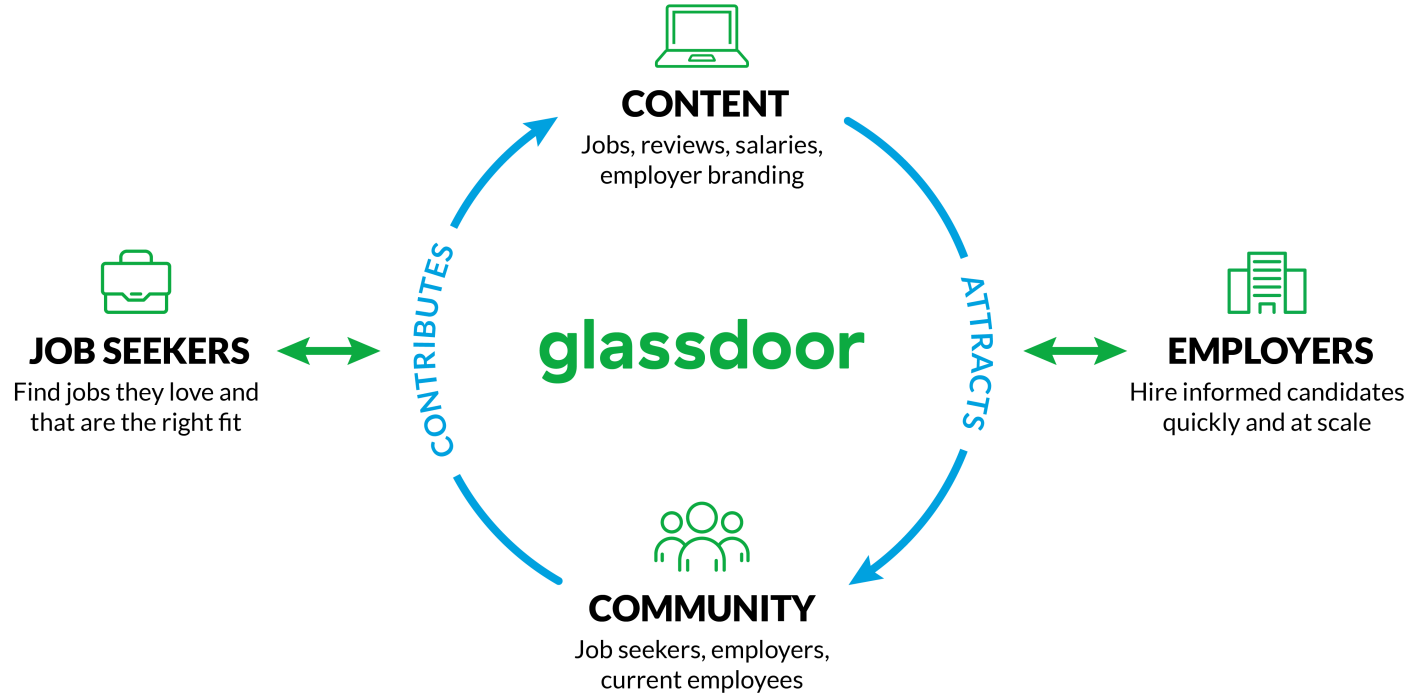 CONTENT
Jobs, reviews, salaries,
employer branding
CONTRIBUTES
ATTRACTS
JOB SEEKERS
Find jobs they love and
that are the right fit
glassdoor
EMPLOYERS
Hire informed candidates
quickly and at scale
COMMUNITY
Job seekers, employers,
current employees